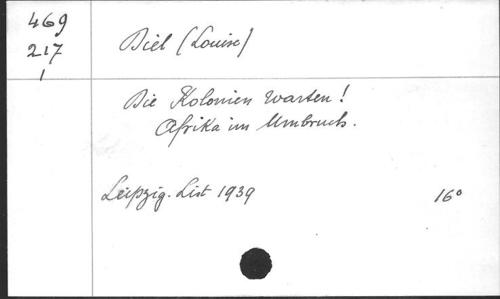 469
217
1
Diel (Louise)
Die Kolonien warten!
Afrika im Umbruch.
Leipzig. List 1939
16°